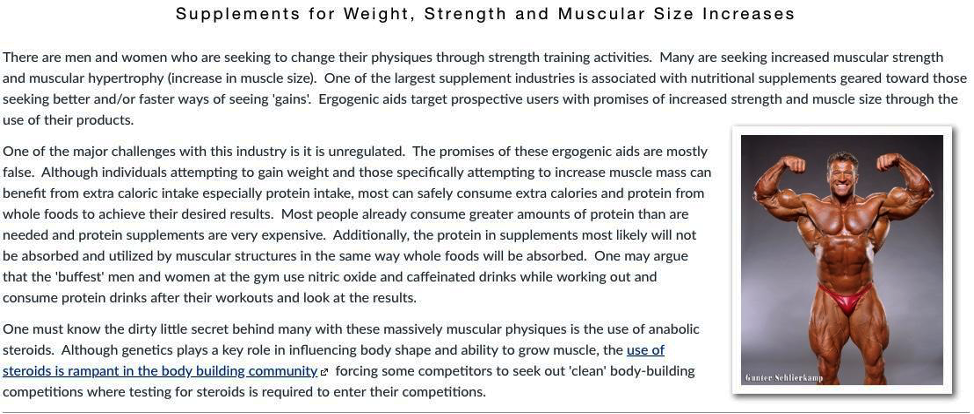 Supplements for Weight, Strength and Muscular Size Increases
There are men and women who are seeking to change their physiques through strength training activities.  Many are seeking increased muscular strength
and muscular hypertrophy (increase in muscle size).  One of the largest supplement industries is associated with nutritional supplements geared toward those
seeking better and/or faster ways of seeing 'gains'.  Ergogenic aids target prospective users with promises of increased strength and muscle size through the
use of their products.
One of the major challenges with this industry is it is unregulated.  The promises of these ergogenic aids are mostly
false.  Although individuals attempting to gain weight and those specifically attempting to increase muscle mass can
benefit from extra caloric intake especially protein intake, most can safely consume extra calories and protein from
whole foods to achieve their desired results.  Most people already consume greater amounts of protein than are
needed and protein supplements are very expensive.  Additionally, the protein in supplements most likely will not
be absorbed and utilized by muscular structures in the same way whole foods will be absorbed.  One may argue
that the 'buffest' men and women at the gym use nitric oxide and caffeinated drinks while working out and
consume protein drinks after their workouts and look at the results.
One must know the dirty little secret behind many with these massively muscular physiques is the use of anabolic
steroids.  Although genetics plays a key role in influencing body shape and ability to grow muscle, the use of
steroids is rampant in the body building community forcing some competitors to seek out 'clean' body-building
competitions where testing for steroids is required to enter their competitions.
Gunter Schlierkamp